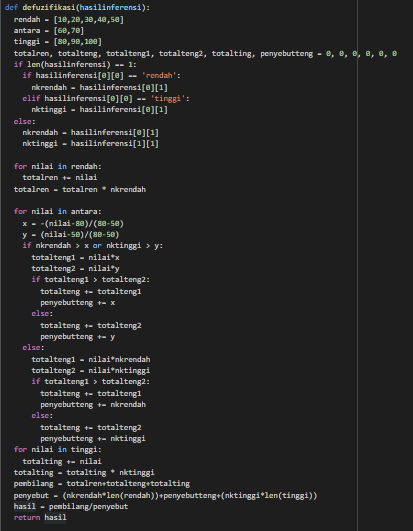 def defuzifikasi(hasilinferensi):
  rendah = [10,20,30,40,50]
  antara = [60,70]
  tinggi = [80,90,100]
  totalren, totalteng, totalteng1, totalteng2, totalting, penyebutteng = 0, 0, 0, 0, 0, 0
  if len(hasilinferensi) == 1:
    if hasilinferensi[0][0] == 'rendah':
      nkrendah = hasilinferensi[0][1]
    elif hasilinferensi[0][0] == 'tinggi':
      nktinggi = hasilinferensi[0][1]
  else:
    nkrendah = hasilinferensi[0][1]
    nktinggi = hasilinferensi[1][1]

  for nilai in rendah:
    totalren += nilai
  totalren = totalren * nkrendah

  for nilai in antara:
    x = -(nilai-80)/(80-50)
    y = (nilai-50)/(80-50)
    if nkrendah > x or nktinggi > y:
      totalteng1 = nilai*x
      totalteng2 = nilai*y
      if totalteng1 > totalteng2:
        totalteng += totalteng1
        penyebutteng += x
      else:
        totalteng += totalteng2
        penyebutteng += y
    else:
      totalteng1 = nilai*nkrendah
      totalteng2 = nilai*nktinggi
      if totalteng1 > totalteng2:
        totalteng += totalteng1
        penyebutteng += nkrendah
      else:
        totalteng += totalteng2
        penyebutteng += nktinggi
  for nilai in tinggi:
    totalting += nilai
  totalting = totalting * nktinggi
  pembilang = totalren+totalteng+totalting
  penyebut = (nkrendah*len(rendah))+penyebutteng+(nktinggi*len(tinggi))
  hasil = pembilang/penyebut
  return hasil